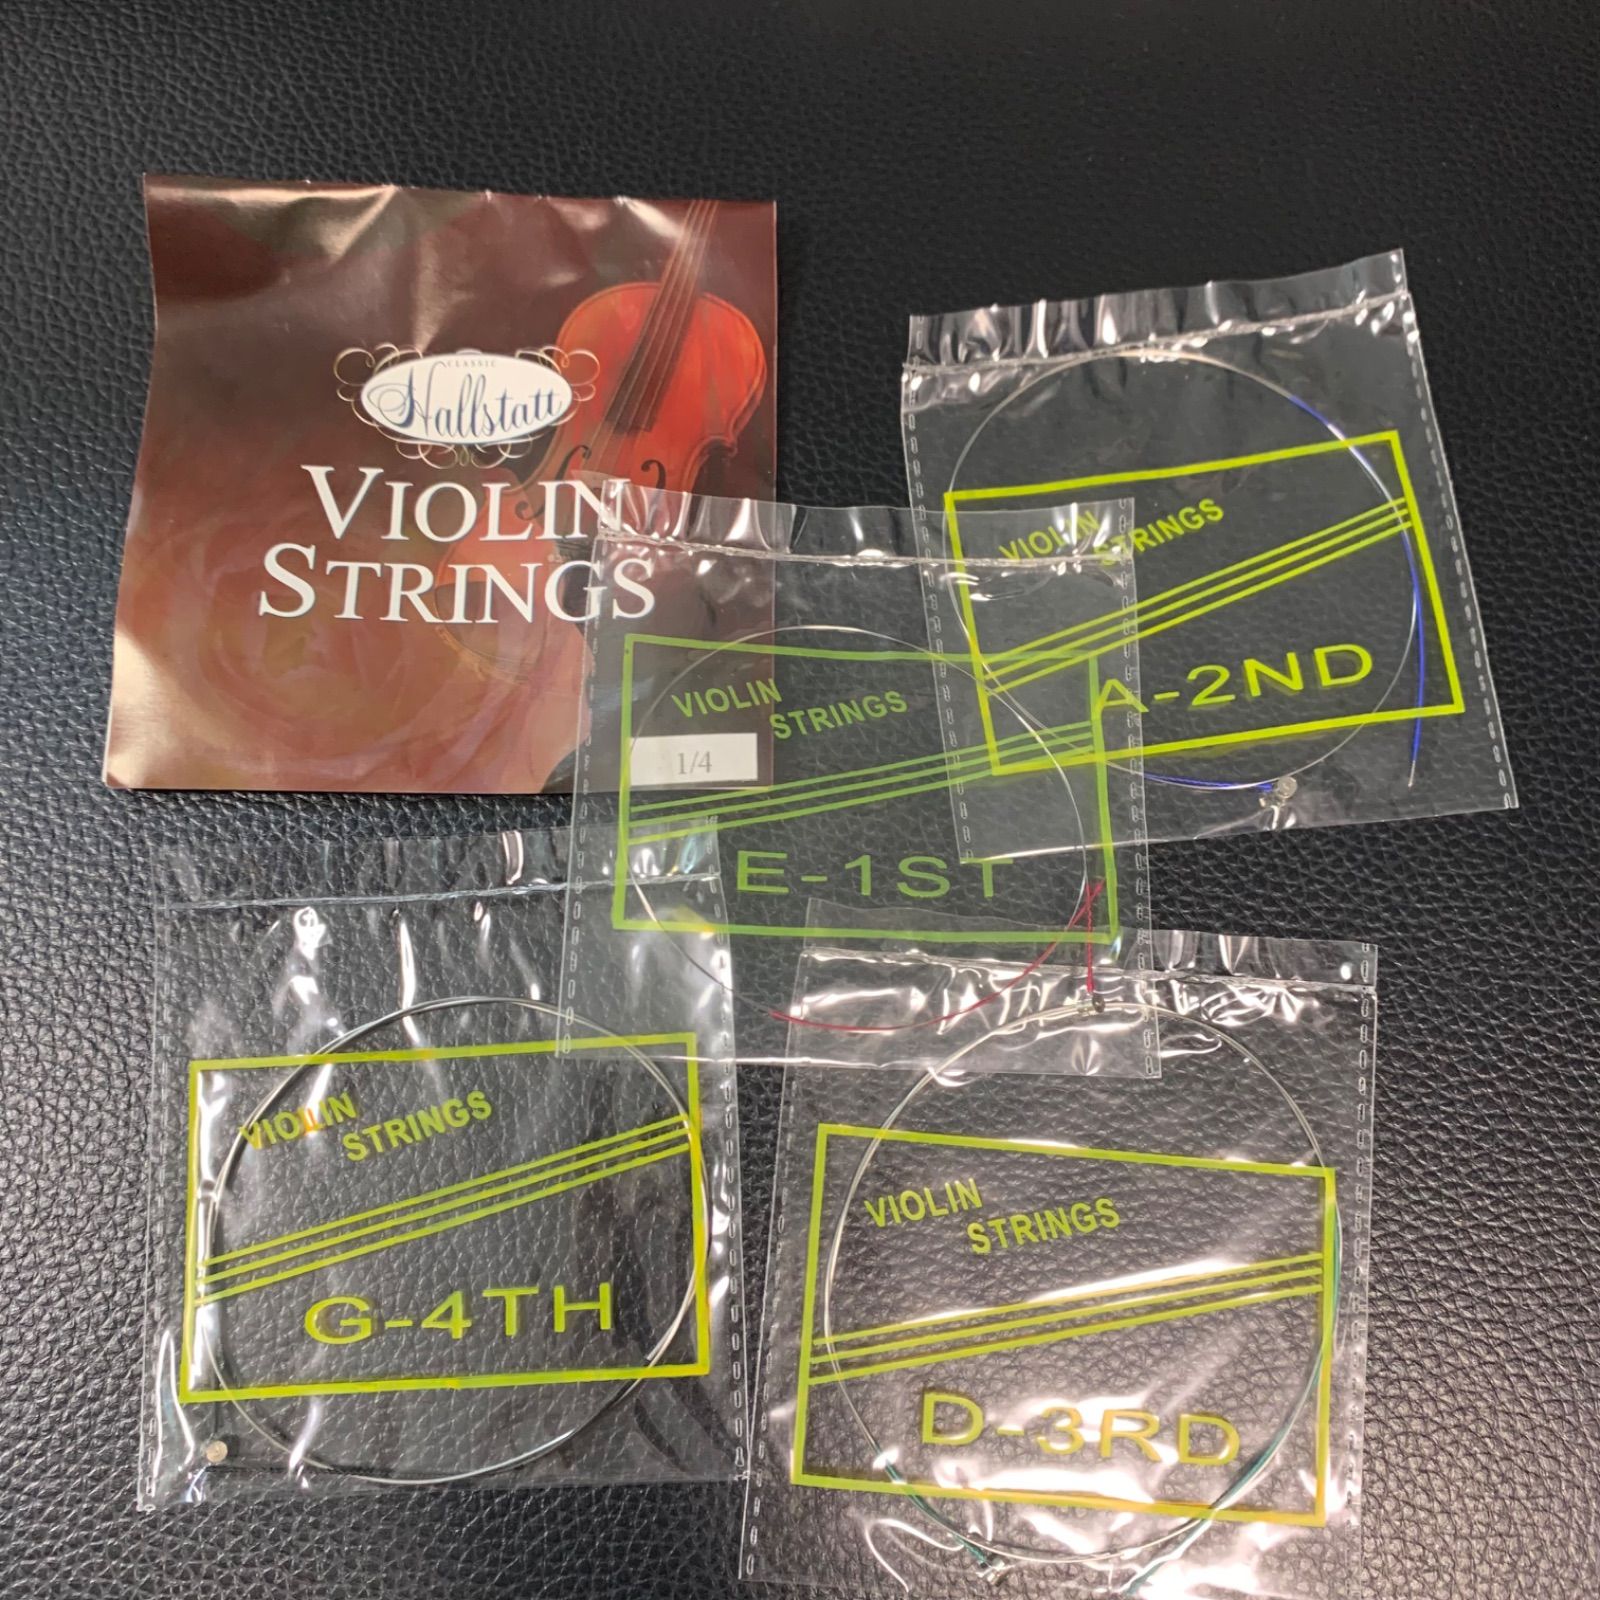 CLASSIC
Hallstatt
VIOLIN
STRINGS
1/4
VIOLIN
STRINGS
A-2ND
VIOLIN
STRINGS
E-1ST
VIOLIN
STRINGS
G-4TH
VIOLIN
STRINGS
D-3RD